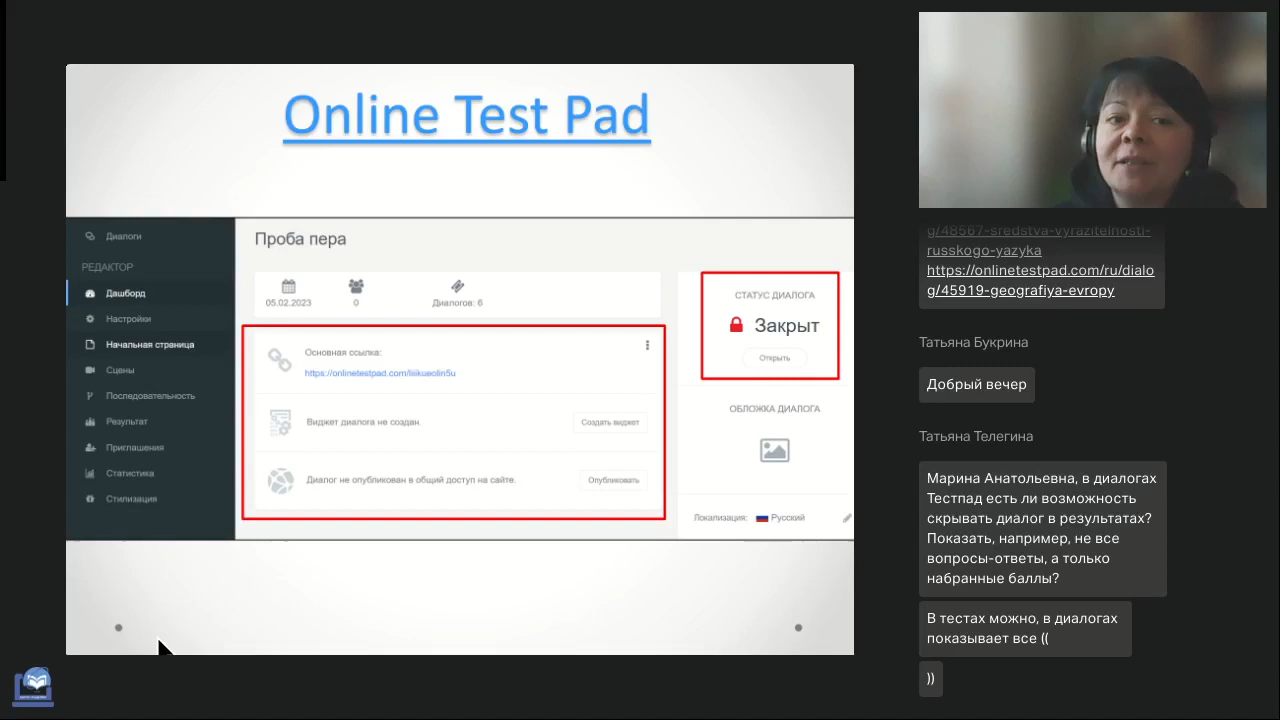 Online Test Pad
Диалоги
РЕДАКТОР
Дашборд
Настройки
Начальная страница
Сцены
Последовательность
Результат
Приглашения
Статистика
Стилизация
Проба пера
05.02.2023
0
Диалогов: 6
Основная ссылка:
Виджет диалога не создан.
Создать виджет
Диалог не опубликован в общий доступ на сайте.
Опубликовать
СТАТУС ДИАЛОГА
Закрыт
Открыть
ОБЛОЖКА ДИАЛОГА
Локализация: Русский
g/48567-sredstva-vyrazitelnosti-
russkogo-yazyka
https://onlinetestpad.com/ru/dialo
g/45919-geografiya-evropy
Татьяна Букрина
Добрый вечер
Татьяна Телегина
Марина Анатольевна, в диалогах
Тестпад есть ли возможность
скрывать диалог в результатах?
Показать, например, не все
вопросы-ответы, а только
набранные баллы?
В тестах можно, в диалогах
показывает все ((
))